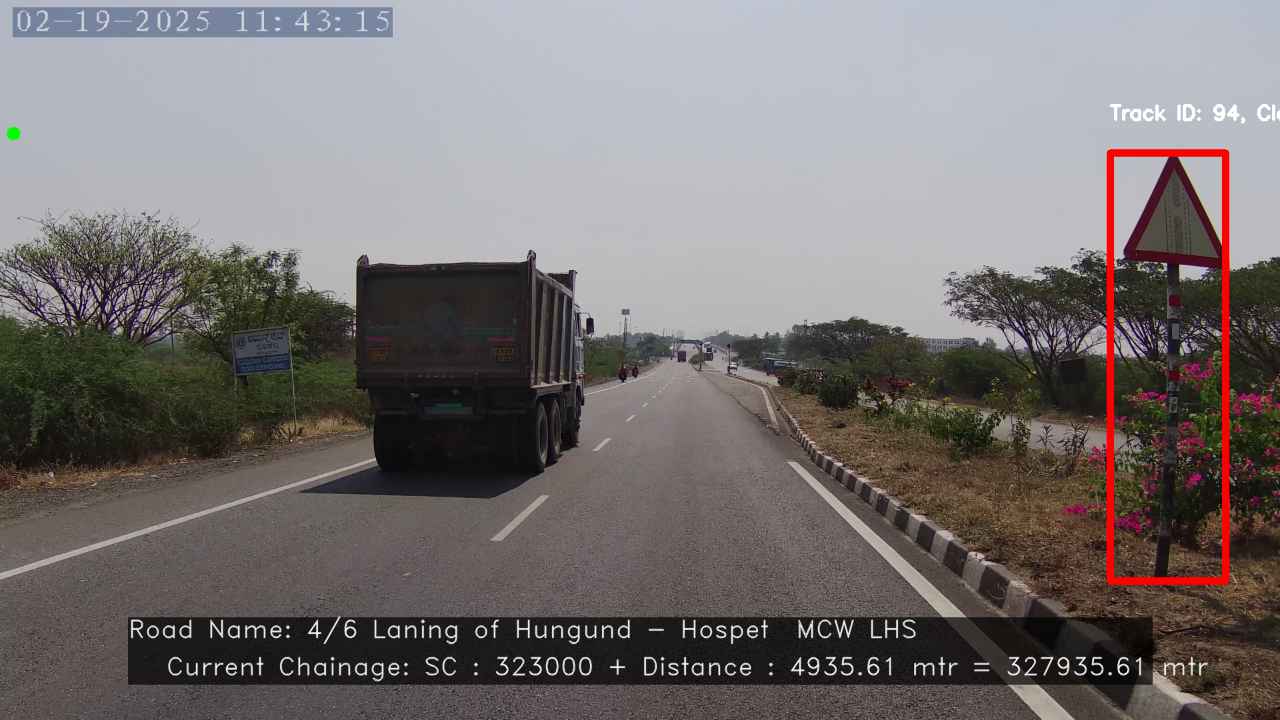 02-19-2025 11:43:15
Track ID: 94, Cl
Road Name: 4/6 Laning of Hungund - Hospet MCW LHS
Current Chainage: SC : 323000 + Distance : 4935.61 mtr = 327935.61 mtr